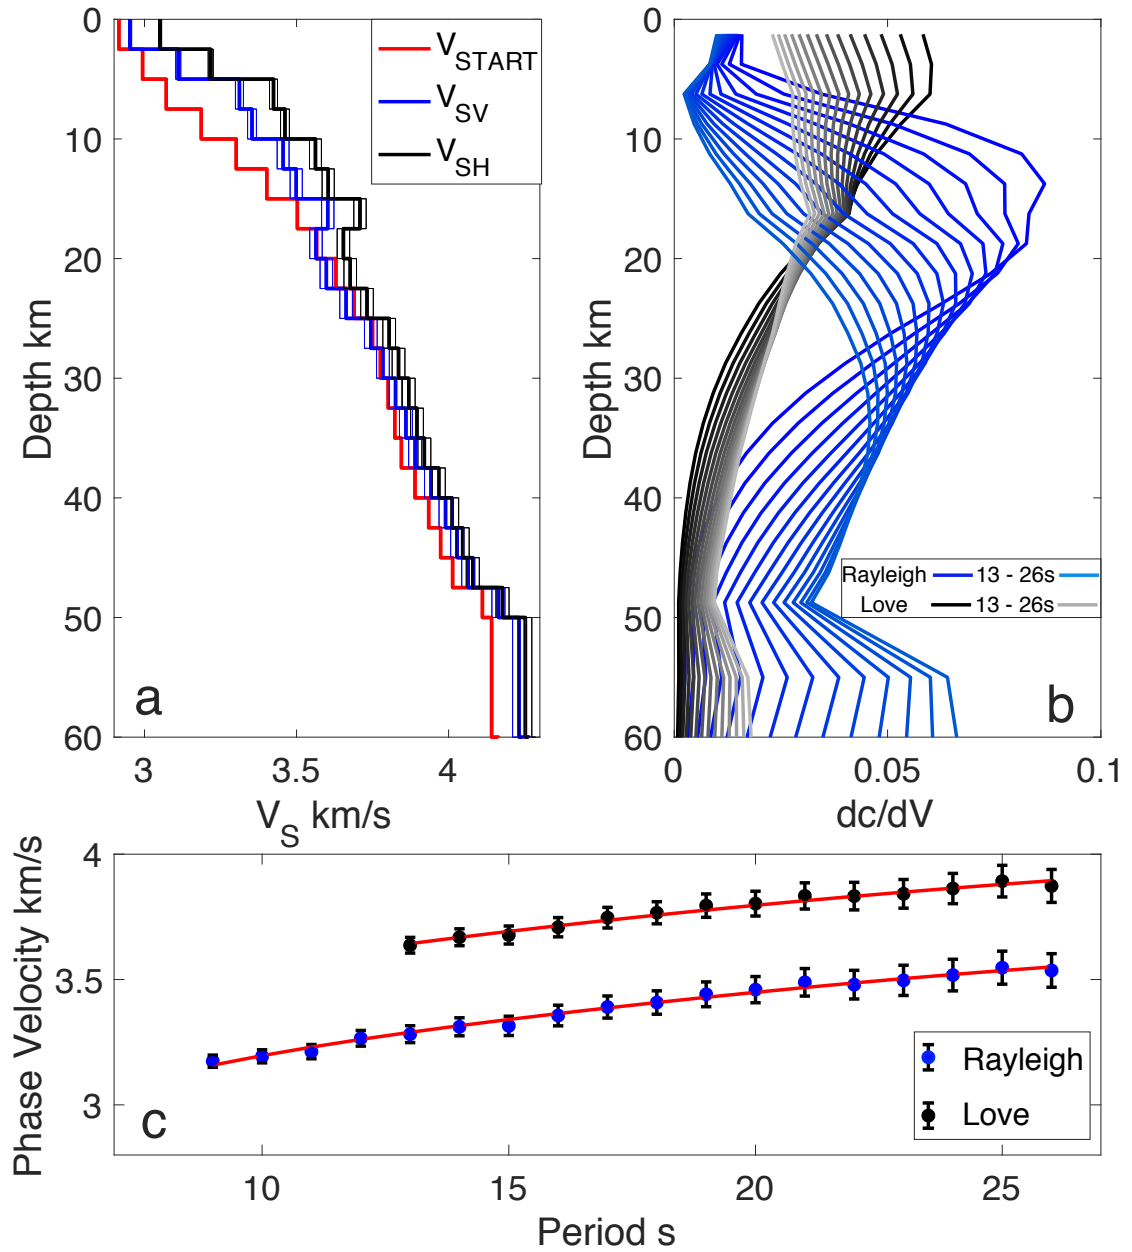 0
10
20
30
40
50
60
Depth km
3
3.5
4
V_S km/s
V_START
V_SV
V_SH
a
0
10
20
30
40
50
60
Depth km
0
0.05
0.1
dc/dV
Rayleigh 13 - 26s
Love 13 - 26s
b
4
3.5
3
Phase Velocity km/s
10
15
20
25
Period s
Rayleigh
Love
c